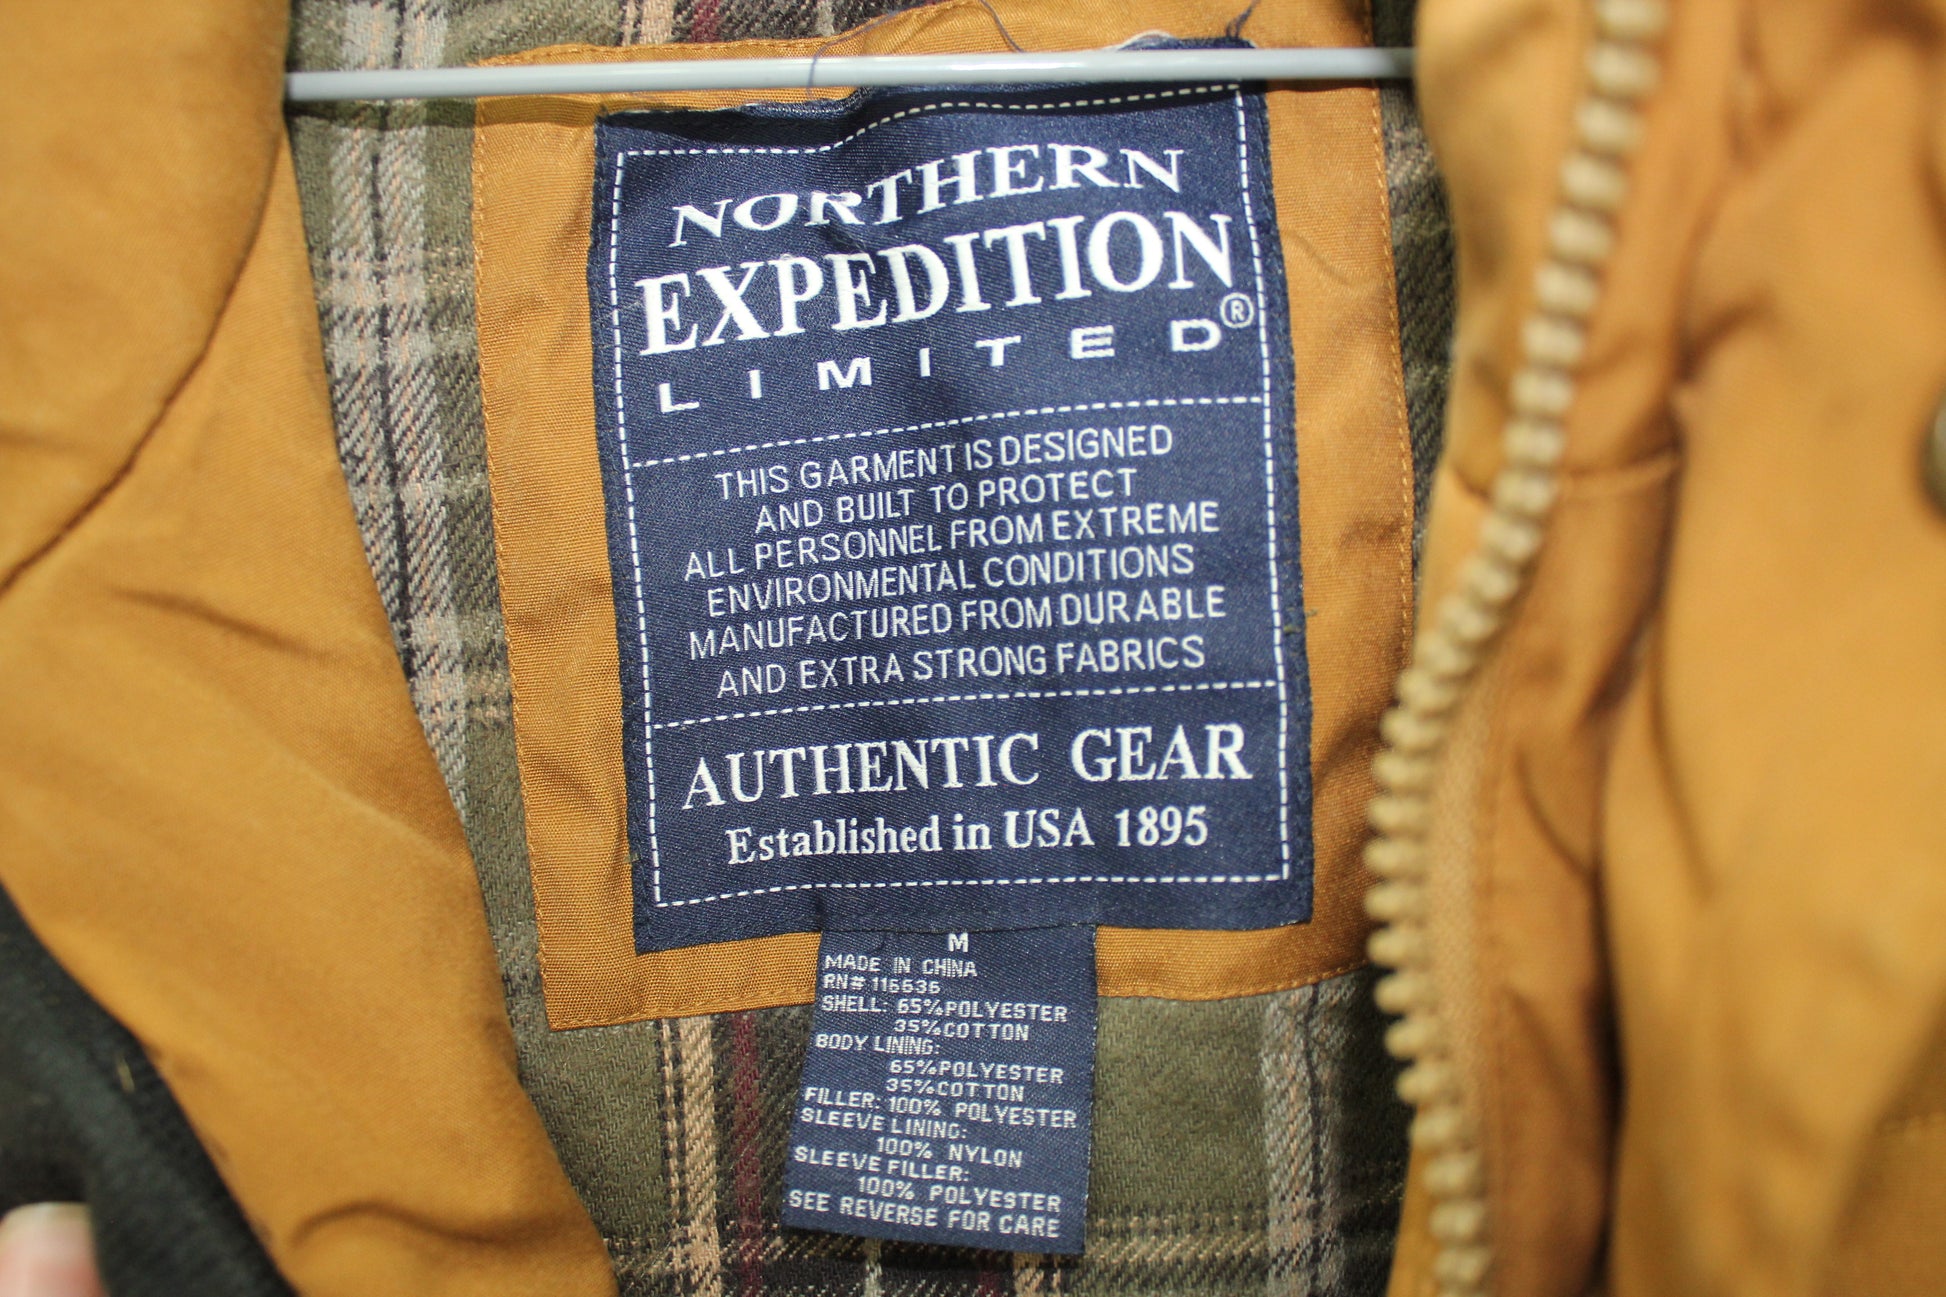 NORTHERN
EXPEDITION®
LIMITED
THIS GARMENT IS DESIGNED
AND BUILT TO PROTECT
ALL PERSONNEL FROM EXTREME
ENVIRONMENTAL CONDITIONS
MANUFACTURED FROM DURABLE
AND EXTRA STRONG FABRICS
AUTHENTIC GEAR
Established in USA 1895
M
MADE IN CHINA
RN# 116636
SHELL: 65%POLYESTER
35%COTTON
BODY LINING:
65%POLYESTER
35%COTTON
FILLER: 100% POLYESTER
SLEEVE LINING:
100% NYLON
SLEEVE FILLER:
100% POLYESTER
SEE REVERSE FOR CARE